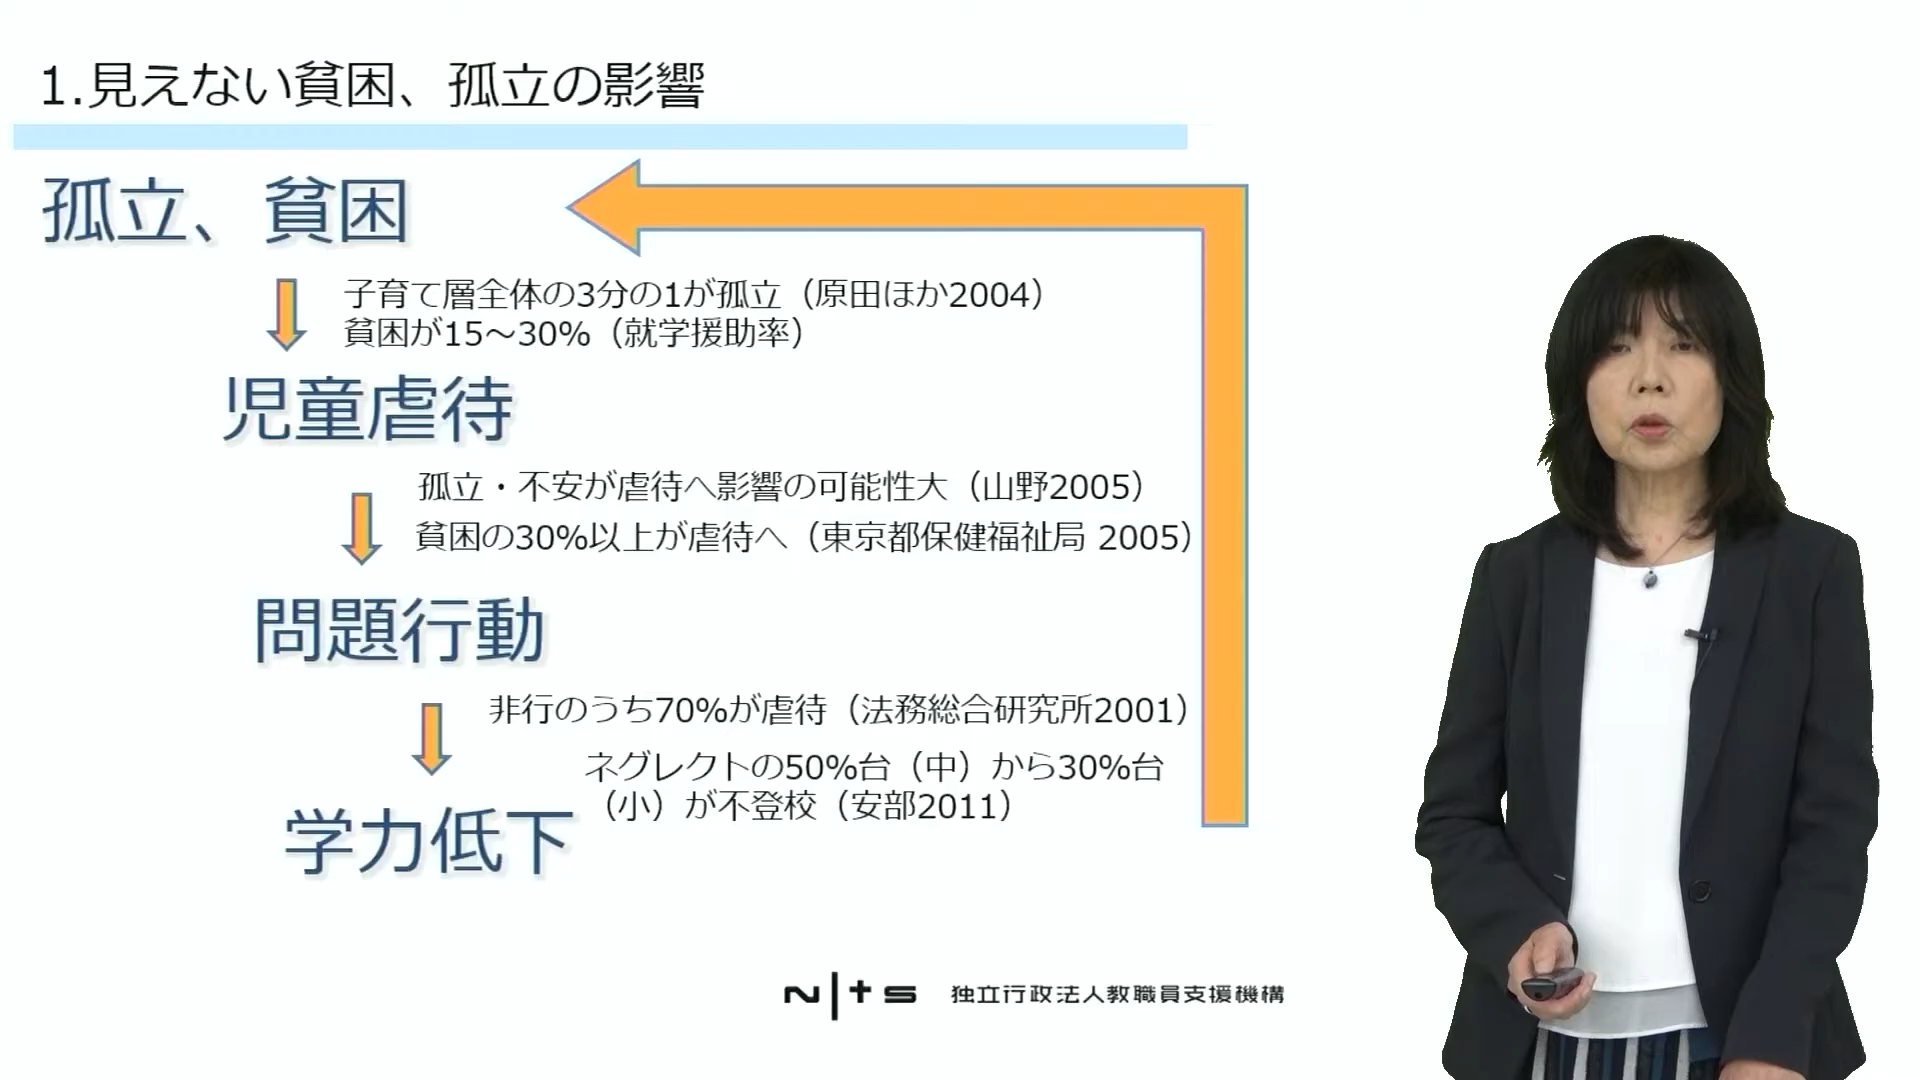 1.見えない貧困、孤立の影響
孤立、貧困
子育て層全体の3分の1が孤立（原田ほか2004）
貧困が15～30%（就学援助率）
児童虐待
孤立・不安が虐待へ影響の可能性大（山野2005）
貧困の30%以上が虐待へ（東京都保健福祉局 2005）
問題行動
非行のうち70%が虐待（法務総合研究所2001）
ネグレクトの50%台（中）から30%台
（小）が不登校（安部2011）
学力低下
N|ts 独立行政法人教職員支援機構